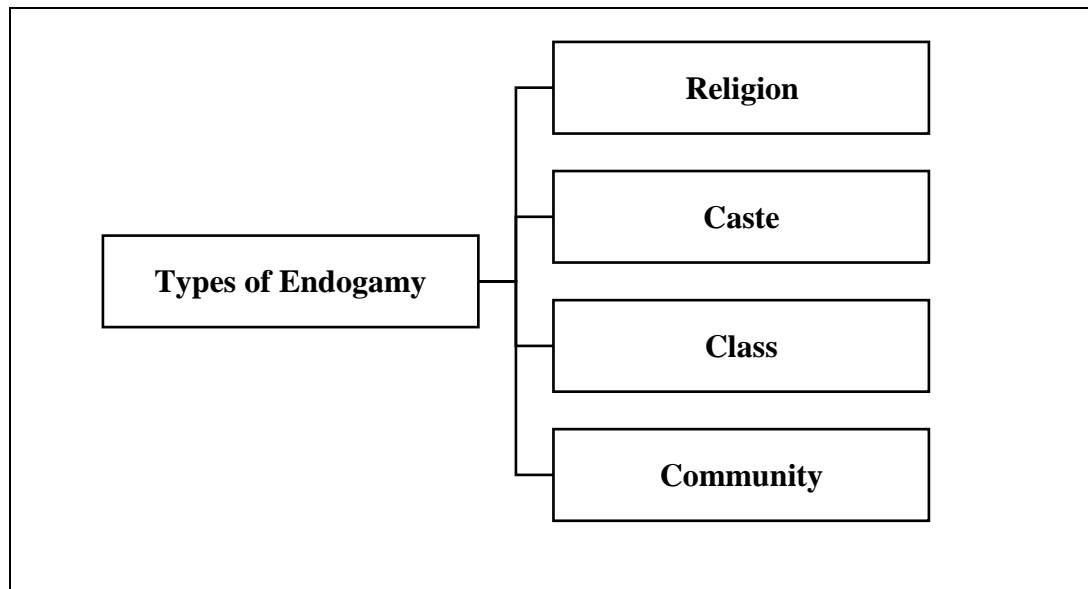 Religion
Caste
Types of Endogamy
Class
Community